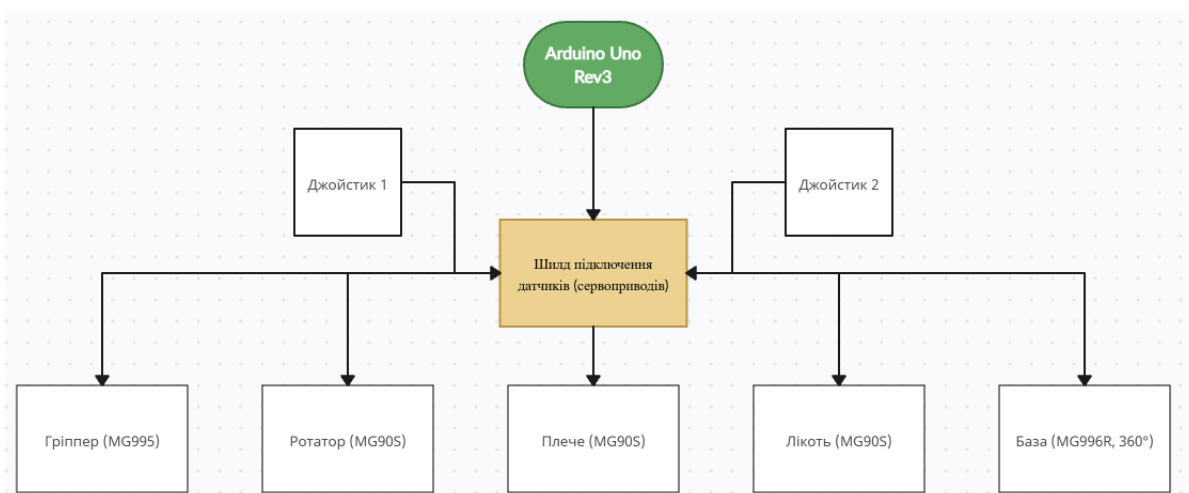 Arduino Uno
Rev3
Джойстик 1
Джойстик 2
Шилд підключення
датчиків (сервоприводів)
Гріппер (MG995)
Ротатор (MG90S)
Плече (MG90S)
Лікоть (MG90S)
База (MG996R, 360°)